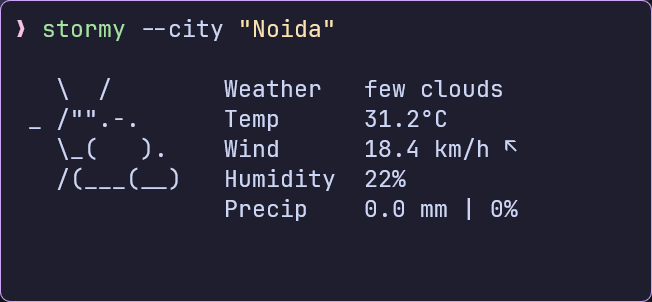 ❯ stormy --city "Noida"
    \  /        Weather   few clouds
  _ /"".-.      Temp      31.2°C
    \_(   ).    Wind      18.4 km/h ↖
    /(___(__)   Humidity  22%
                Precip    0.0 mm | 0%